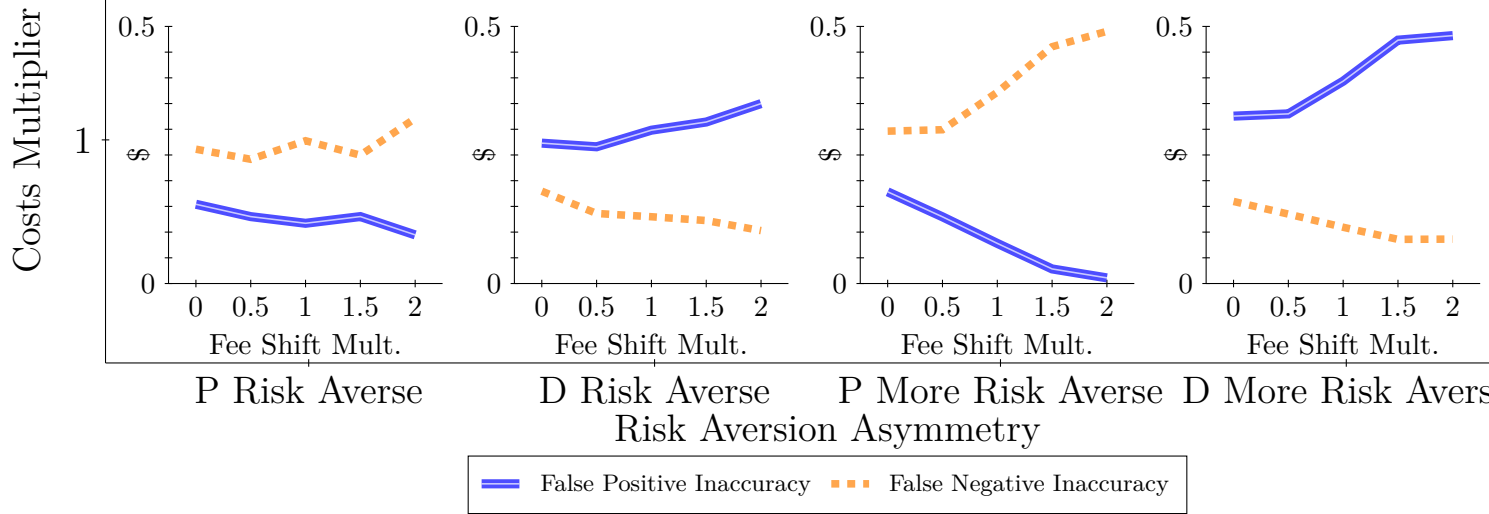 Costs Multiplier
1
0.5
$
0
0 0.5 1 1.5 2
Fee Shift Mult.
P Risk Averse
0.5
$
0
0 0.5 1 1.5 2
Fee Shift Mult.
D Risk Averse
0.5
$
0
0 0.5 1 1.5 2
Fee Shift Mult.
P More Risk Averse
0.5
$
0
0 0.5 1 1.5 2
Fee Shift Mult.
D More Risk Avers
Risk Aversion Asymmetry
False Positive Inaccuracy
False Negative Inaccuracy